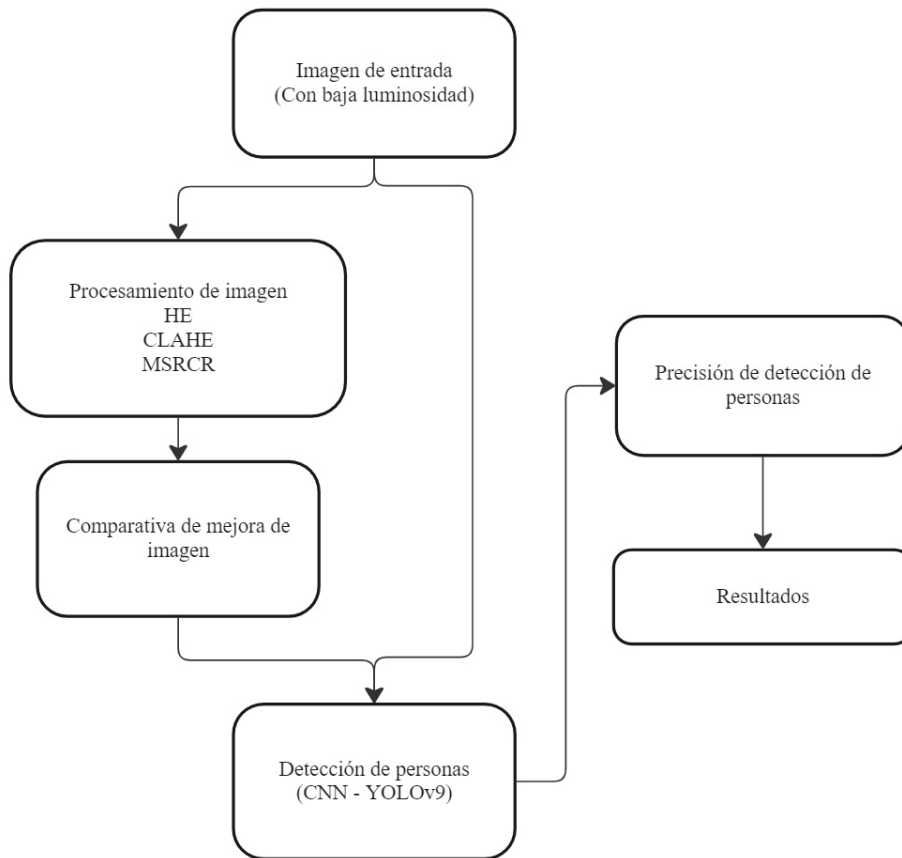 Imagen de entrada
(Con baja luminosidad)
Procesamiento de imagen
HE
CLAHE
MSRCR
Comparativa de mejora de
imagen
Detección de personas
(CNN - YOLOv9)
Precisión de detección de
personas
Resultados